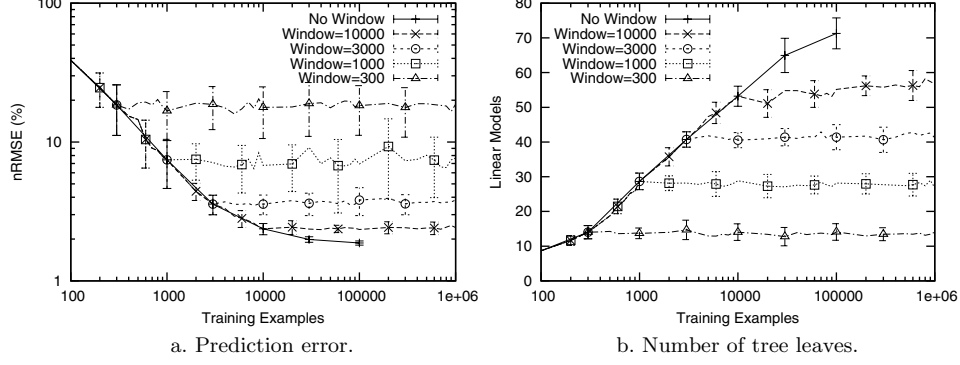 100
10
1
nRMSE (%)
No Window
Window=10000
Window=3000
Window=1000
Window=300
100 1000 10000 100000 1e+06
Training Examples
a. Prediction error.
80
70
60
50
40
30
20
10
0
Linear Models
No Window
Window=10000
Window=3000
Window=1000
Window=300
100 1000 10000 100000 1e+06
Training Examples
b. Number of tree leaves.